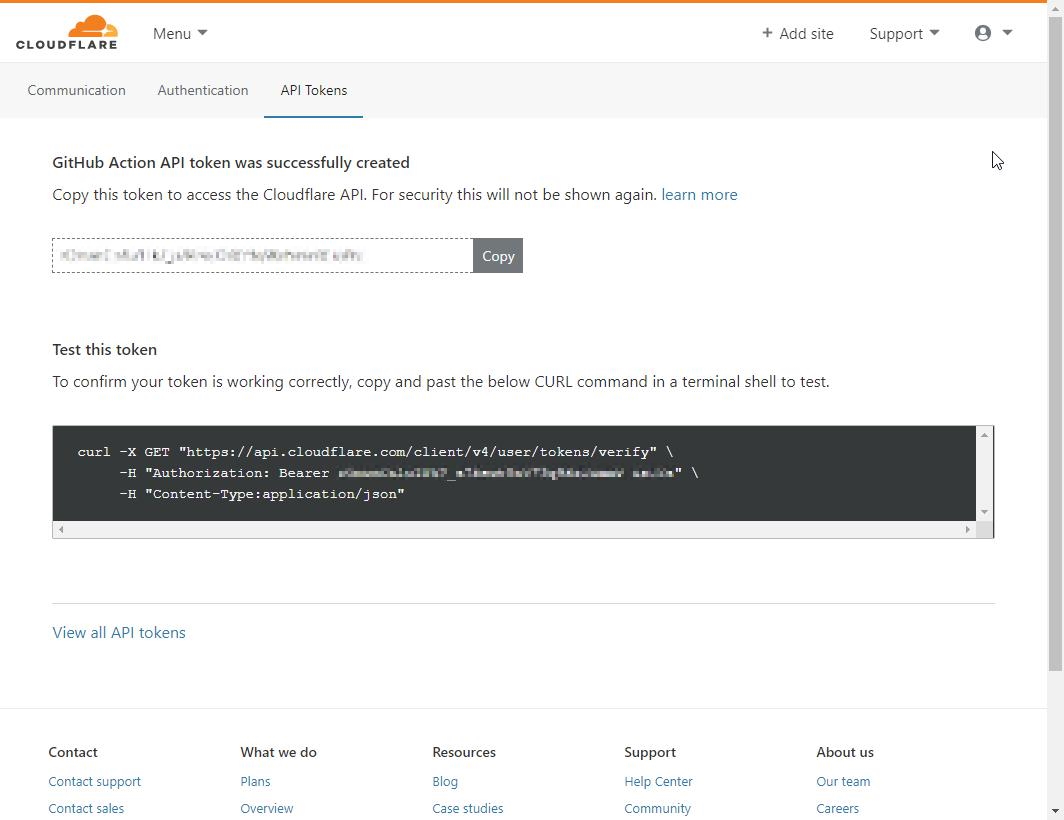 CLOUDFLARE
Menu
+ Add site
Support
Communication
Authentication
API Tokens
GitHub Action API token was successfully created
Copy this token to access the Cloudflare API. For security this will not be shown again. learn more
Copy
Test this token
To confirm your token is working correctly, copy and past the below CURL command in a terminal shell to test.
curl -X GET "https://api.cloudflare.com/client/v4/user/tokens/verify" \
-H "Authorization: Bearer " \
-H "Content-Type:application/json"
View all API tokens
Contact
Contact support
Contact sales
What we do
Plans
Overview
Resources
Blog
Case studies
Support
Help Center
Community
About us
Our team
Careers